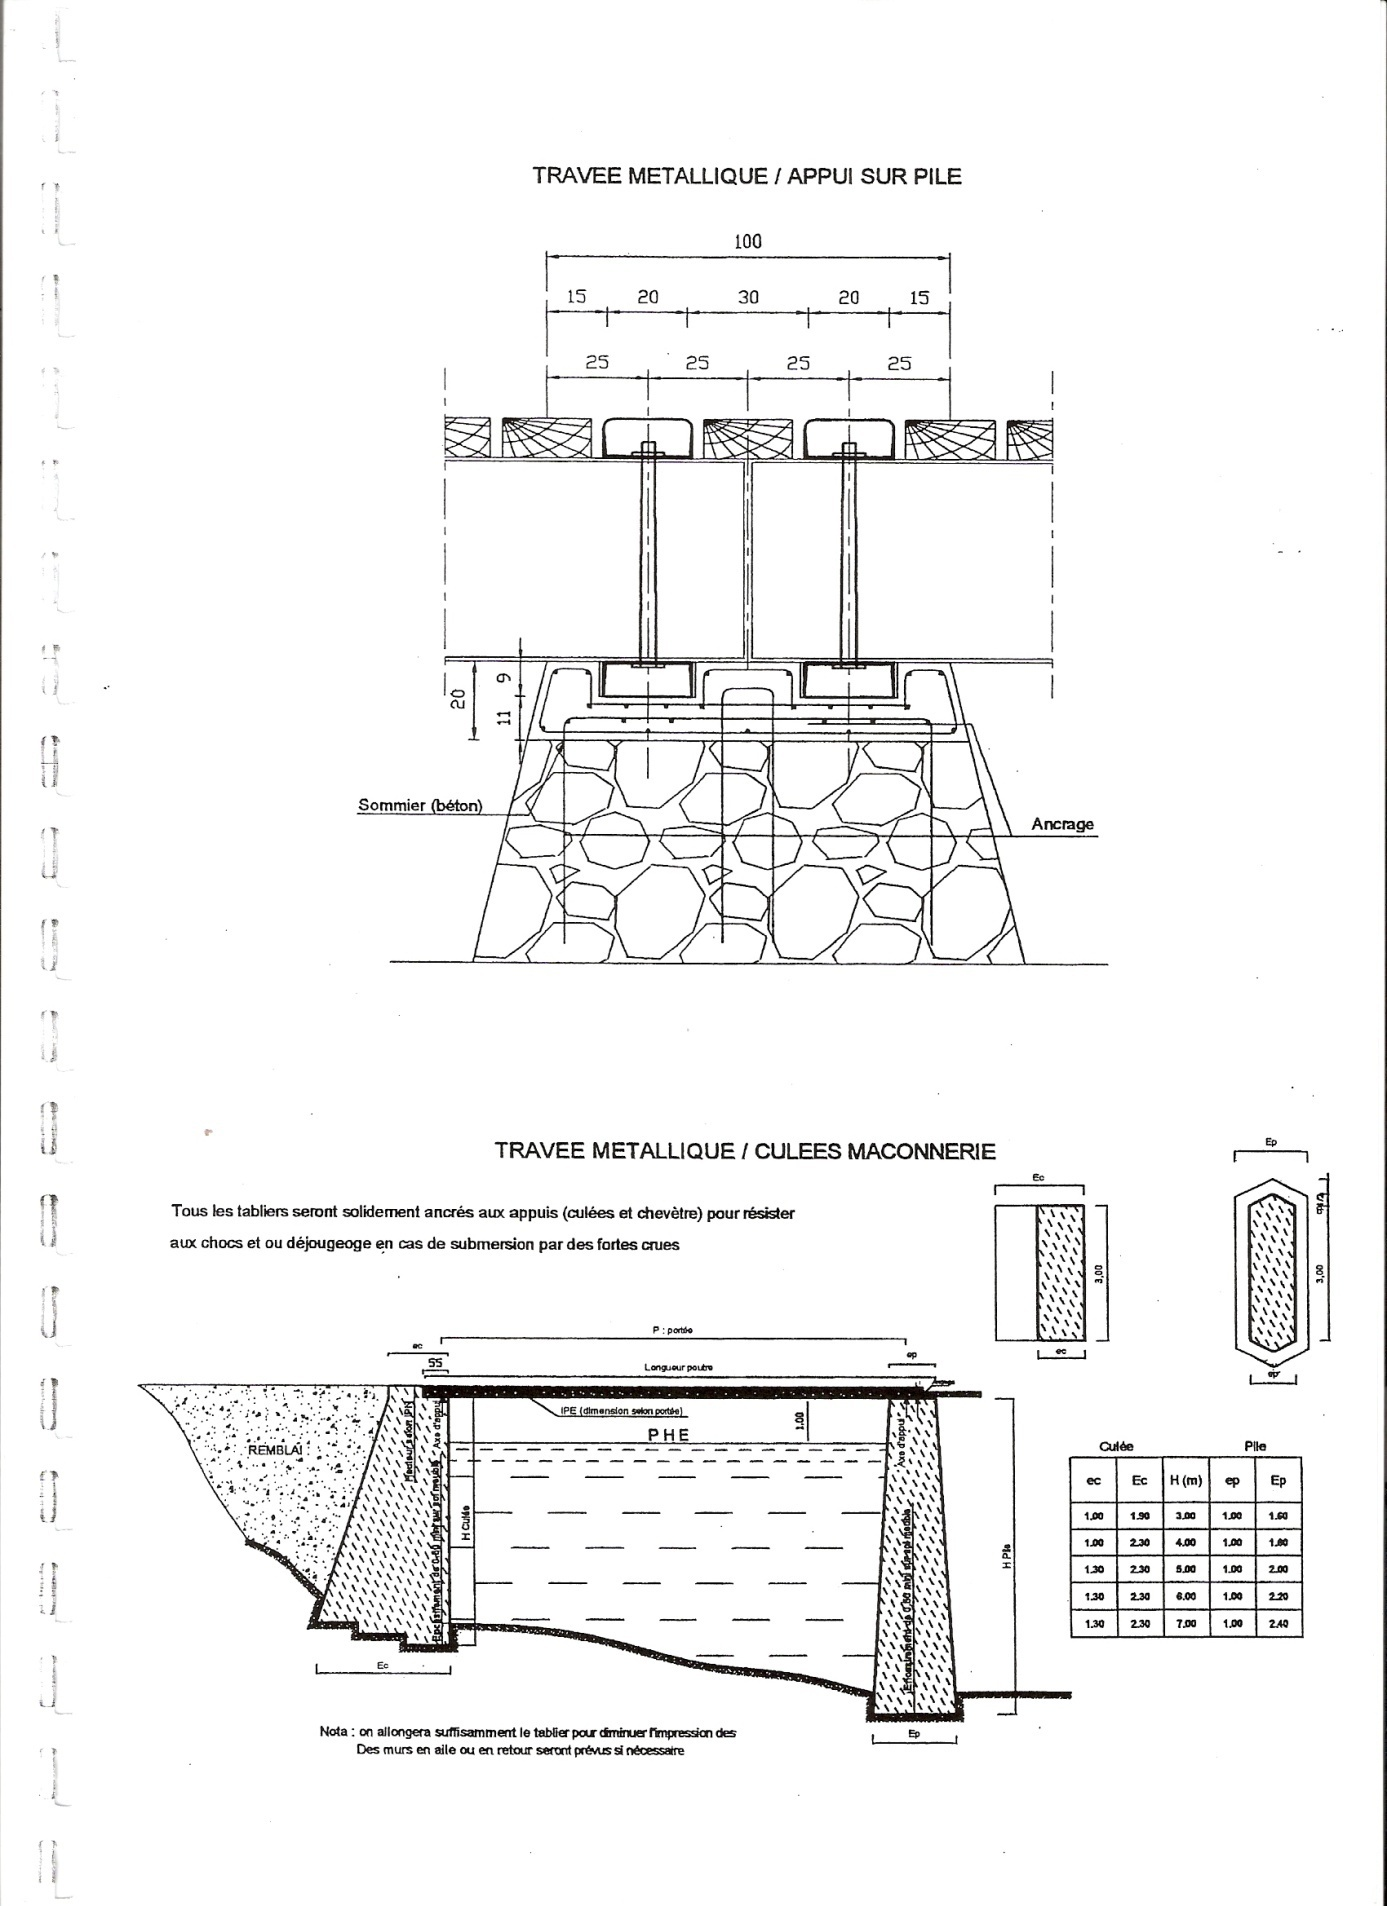 TRAVEE METALLIQUE / APPUI SUR PILE
100
15 20 30 20 15
25 25 25 25
20
9
11
Sommier (béton)
Ancrage
TRAVEE METALLIQUE / CULEES MACONNERIE
Tous les tabliers seront solidement ancrés aux appuis (culées et chevètre) pour résister
aux chocs et ou déjougeoge en cas de submersion par des fortes crues
Ec
3,00
ec
Ep
3,00
ep
P : portée
ec
55
Longueur poutre
ep
IPE (dimension selon portée)
1.00
PHE
REMBLAI
Hauteur selon IPN
Axe d'appui
Axe d'appui
H Culée
H Pile
Ec
Ep
Culée Pile
ec Ec H (m) ep Ep
1.00 1.90 3.00 1.00 1.60
1.00 2.30 4.00 1.00 1.80
1.30 2.30 5.00 1.00 2.00
1.30 2.30 6.00 1.00 2.20
1.30 2.30 7.00 1.00 2.40
Nota : on allongera suffisamment le tablier pour diminuer l'impression des
Des murs en aile ou en retour seront prévus si nécessaire